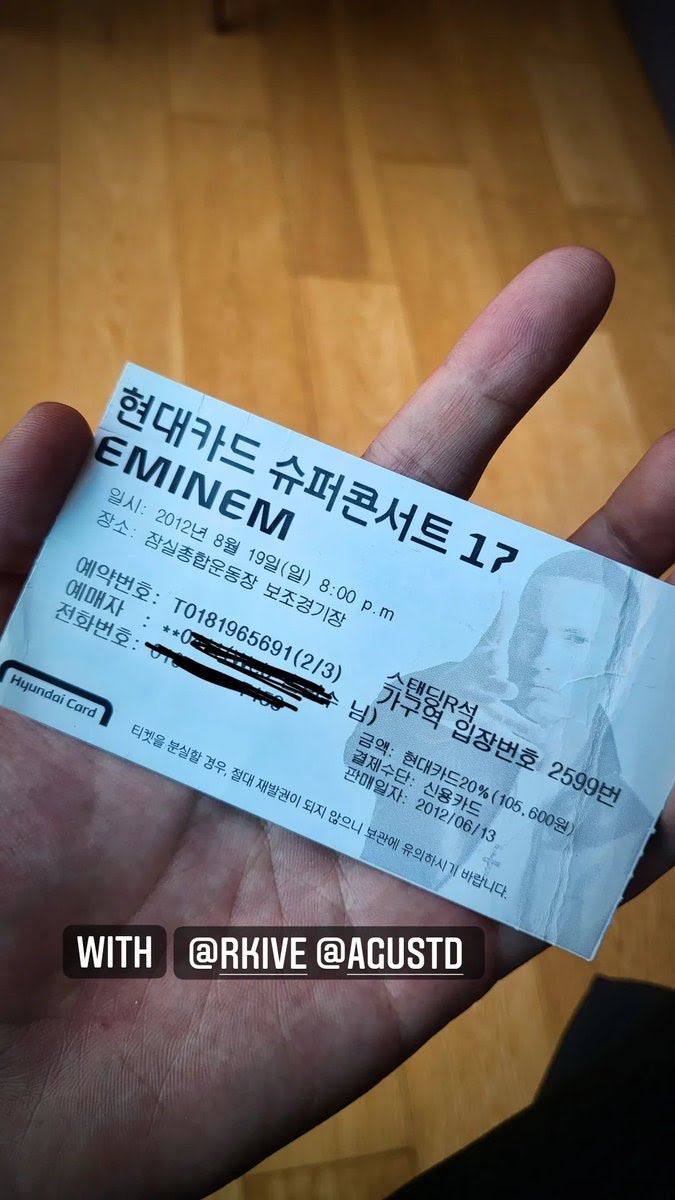 현대카드 슈퍼콘서트 17
EMINEM
일시: 2012년 8월 19일(일) 8:00 p.m
장소: 잠실종합운동장 보조경기장
예약번호: T0181965691(2/3)
예매자 : **0 님)
전화번호:
스탠딩R석
가구역 입장번호 2599번
금액: 현대카드20%(105,600원)
결제수단: 신용카드
판매일자: 2012/06/13
Hyundai Card
티켓을 분실할 경우, 절대 재발권이 되지 않으니 보관에 유의하시기 바랍니다.
WITH @RKIVE @AGUSTD